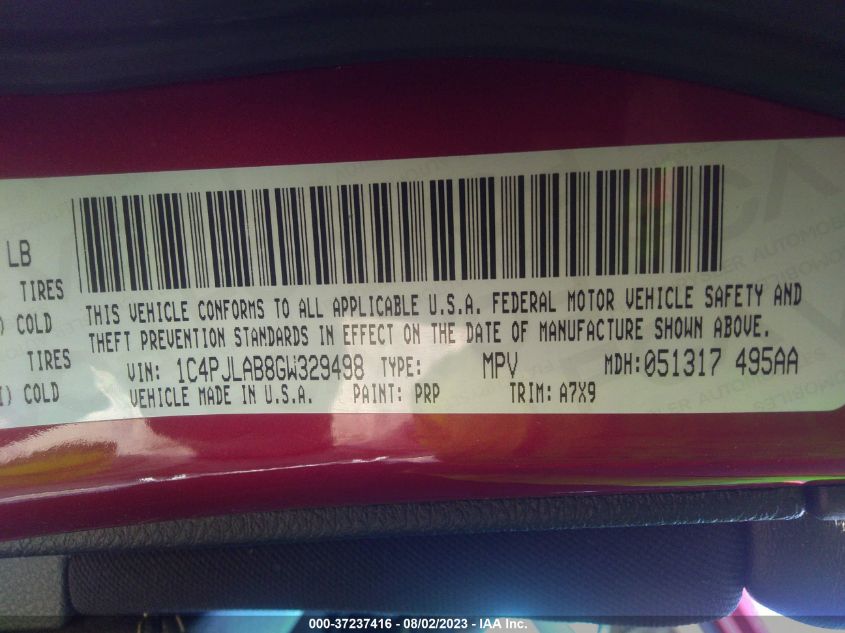 LB
TIRES
) COLD
TIRES
I) COLD
THIS VEHICLE CONFORMS TO ALL APPLICABLE U.S.A. FEDERAL MOTOR VEHICLE SAFETY AND
THEFT PREVENTION STANDARDS IN EFFECT ON THE DATE OF MANUFACTURE SHOWN ABOVE.
VIN: 1C4PJLAB8GW329498 TYPE: MPV MDH:051317 495AA
VEHICLE MADE IN U.S.A. PAINT: PRP TRIM: A7X9
000-37237416 - 08/02/2023 - IAA Inc.